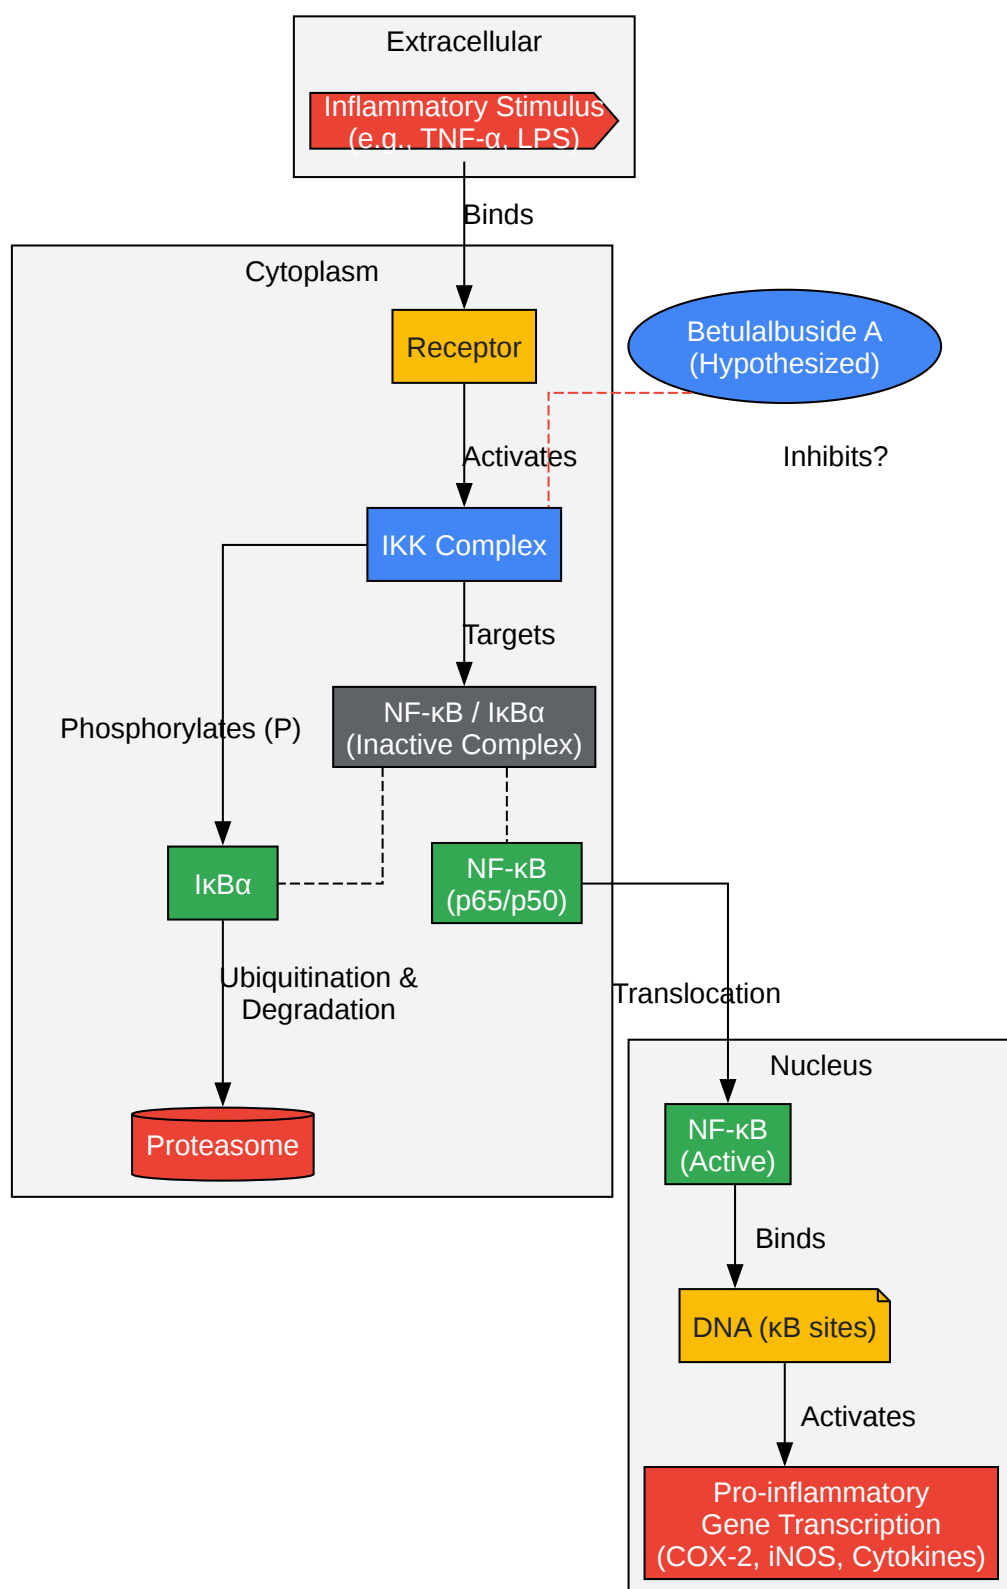 Extracellular
Inflammatory Stimulus
(e.g., TNF-α, LPS)
Binds
Cytoplasm
Receptor
Betulalbuside A
(Hypothesized)
Activates
Inhibits?
IKK Complex
Targets
NF-κB / IκBα
(Inactive Complex)
Phosphorylates (P)
IκBα
NF-κB
(p65/p50)
Ubiquitination &
Degradation
Translocation
Nucleus
NF-κB
(Active)
Proteasome
Binds
DNA (κB sites)
Activates
Pro-inflammatory
Gene Transcription
(COX-2, iNOS, Cytokines)